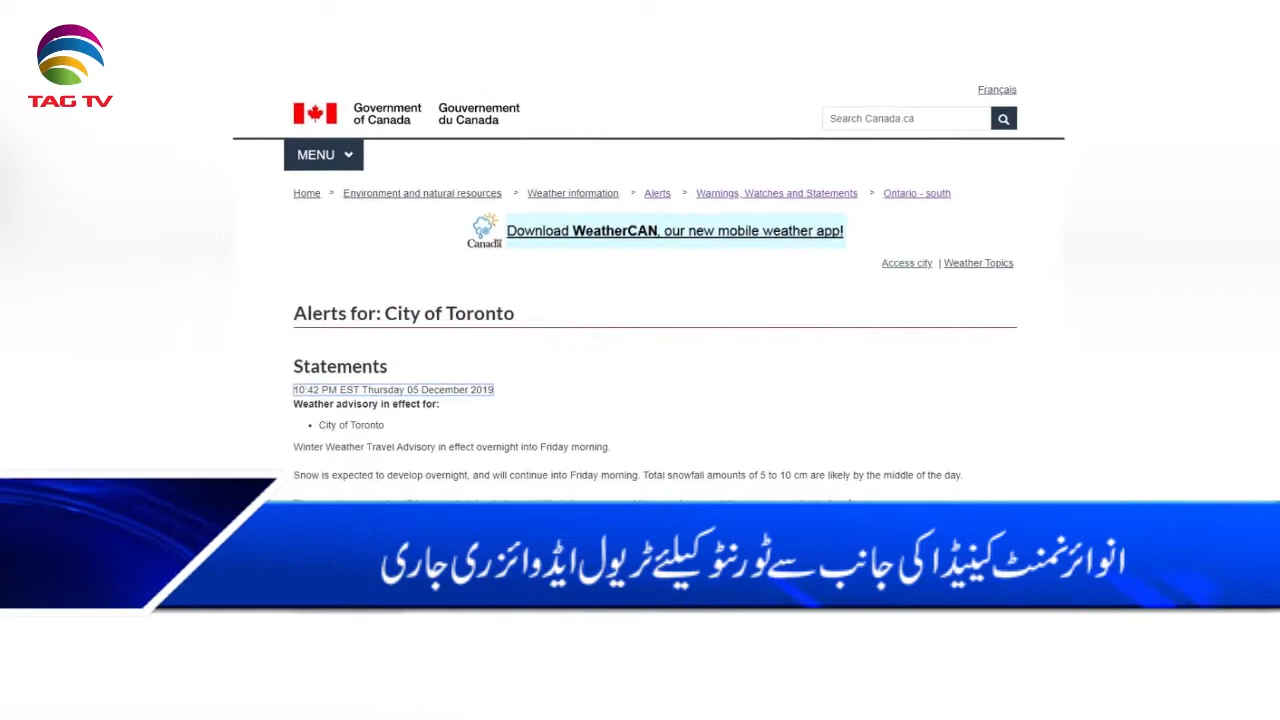 TAG TV
Français
Government of Canada
Gouvernement du Canada
Search Canada.ca
MENU
Home > Environment and natural resources > Weather information > Alerts > Warnings, Watches and Statements > Ontario - south
Canada
Download WeatherCAN, our new mobile weather app!
Access city | Weather Topics
Alerts for: City of Toronto
Statements
10:42 PM EST Thursday 05 December 2019
Weather advisory in effect for:
• City of Toronto
Winter Weather Travel Advisory in effect overnight into Friday morning.
Snow is expected to develop overnight, and will continue into Friday morning. Total snowfall amounts of 5 to 10 cm are likely by the middle of the day.
انوائرنمنٹ کینیڈا کی جانب سے ٹورنٹو کیلئے ٹریول ایڈوائزری جاری